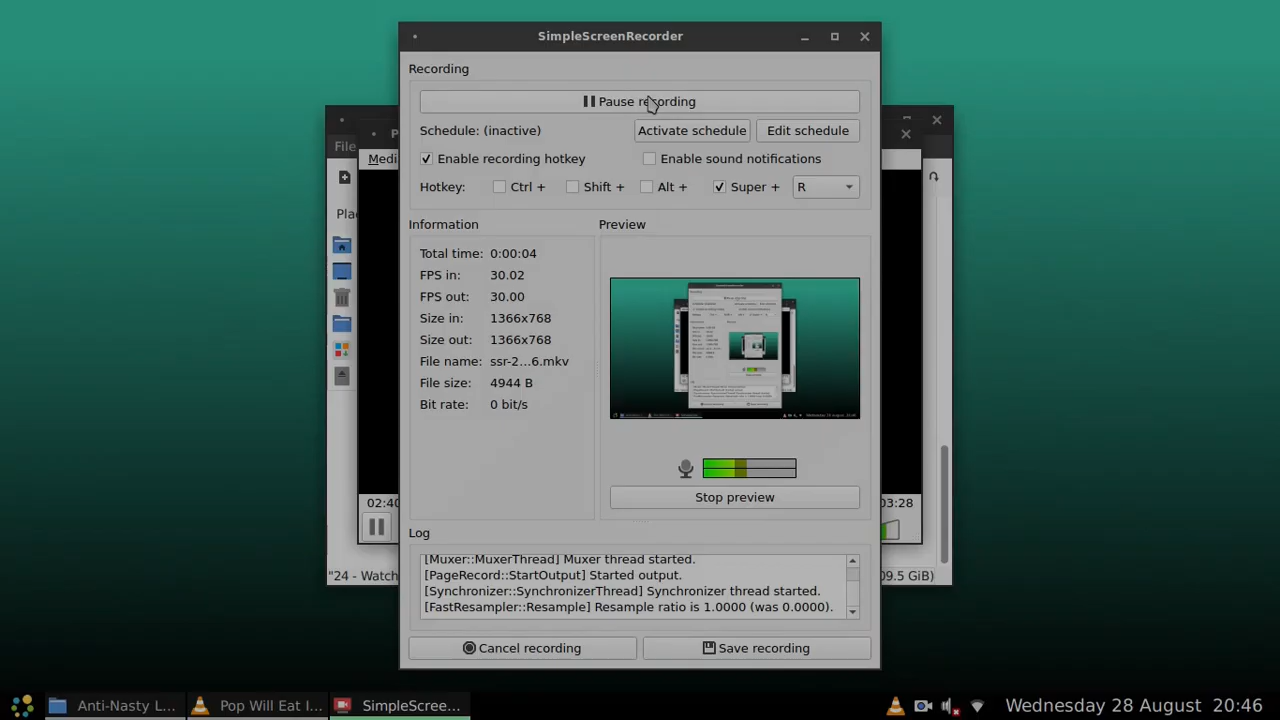 SimpleScreenRecorder
Recording
Pause recording
Schedule: (inactive)
Activate schedule
Edit schedule
Enable recording hotkey
Enable sound notifications
Hotkey:
Ctrl +
Shift +
Alt +
Super +
R
Information
Total time: 0:00:04
FPS in: 30.02
FPS out: 30.00
Size in: 1366x768
Size out: 1366x768
File name: ssr-2...6.mkv
File size: 4944 B
Bit rate: 0 bit/s
Preview
Stop preview
Log
[Muxer::MuxerThread] Muxer thread started.
[PageRecord::StartOutput] Started output.
[Synchronizer::SynchronizerThread] Synchronizer thread started.
[FastResampler::Resample] Resample ratio is 1.0000 (was 0.0000).
Cancel recording
Save recording
File
P
Medi
Pla
02:40
03:28
"24 - Watch
09.5 GiB)
Anti-Nasty L...
Pop Will Eat I...
SimpleScree...
Wednesday 28 August 20:46